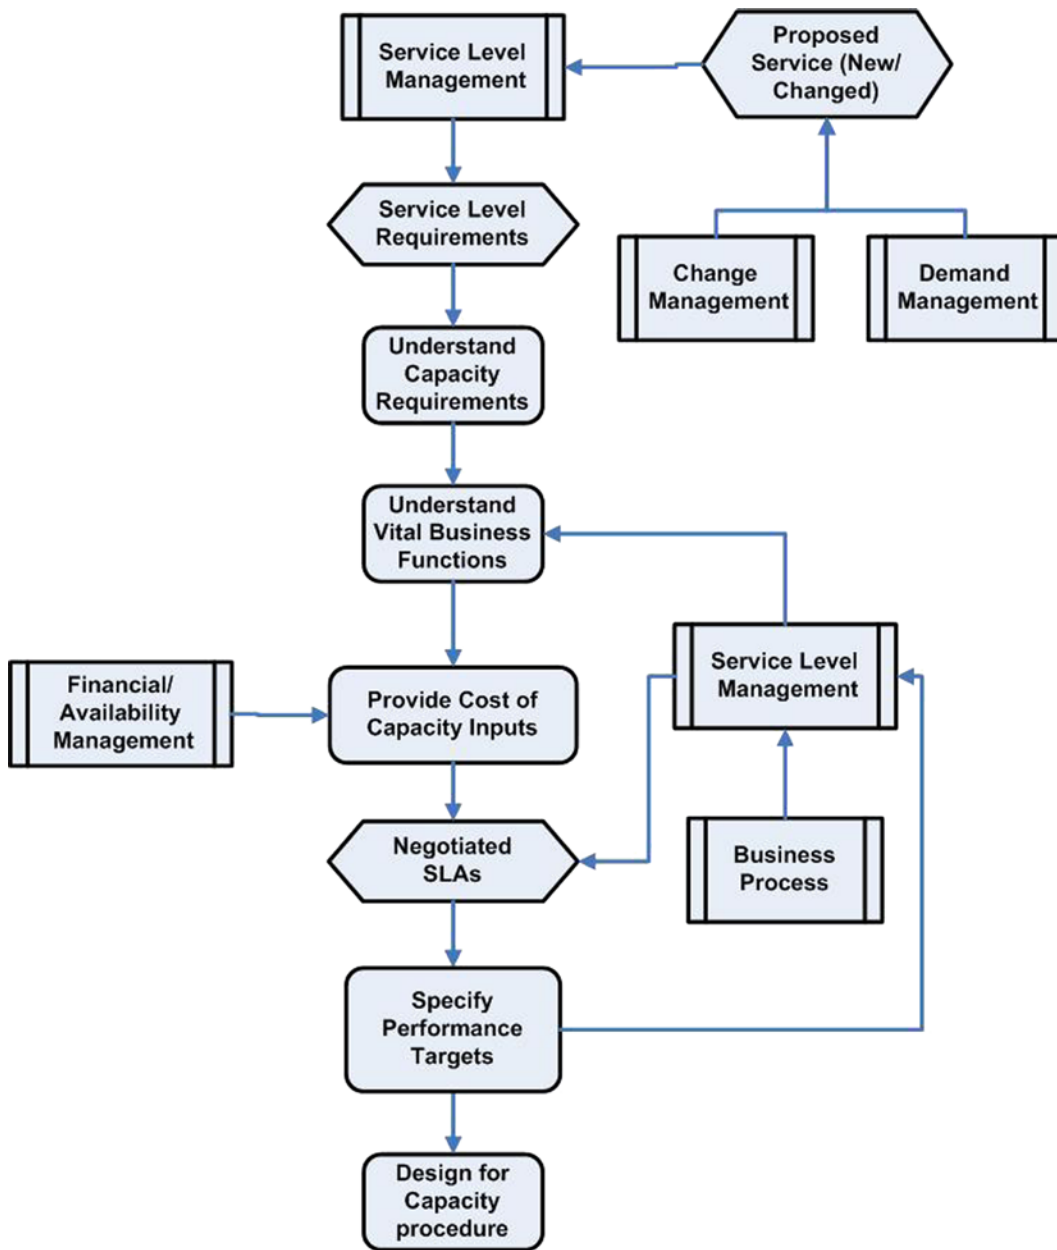 Service Level
Management
Proposed
Service (New/
Changed)
Service Level
Requirements
Change
Management
Demand
Management
Understand
Capacity
Requirements
Understand
Vital Business
Functions
Service Level
Management
Financial/
Availability
Management
Provide Cost of
Capacity Inputs
Negotiated
SLAs
Business
Process
Specify
Performance
Targets
Design for
Capacity
procedure